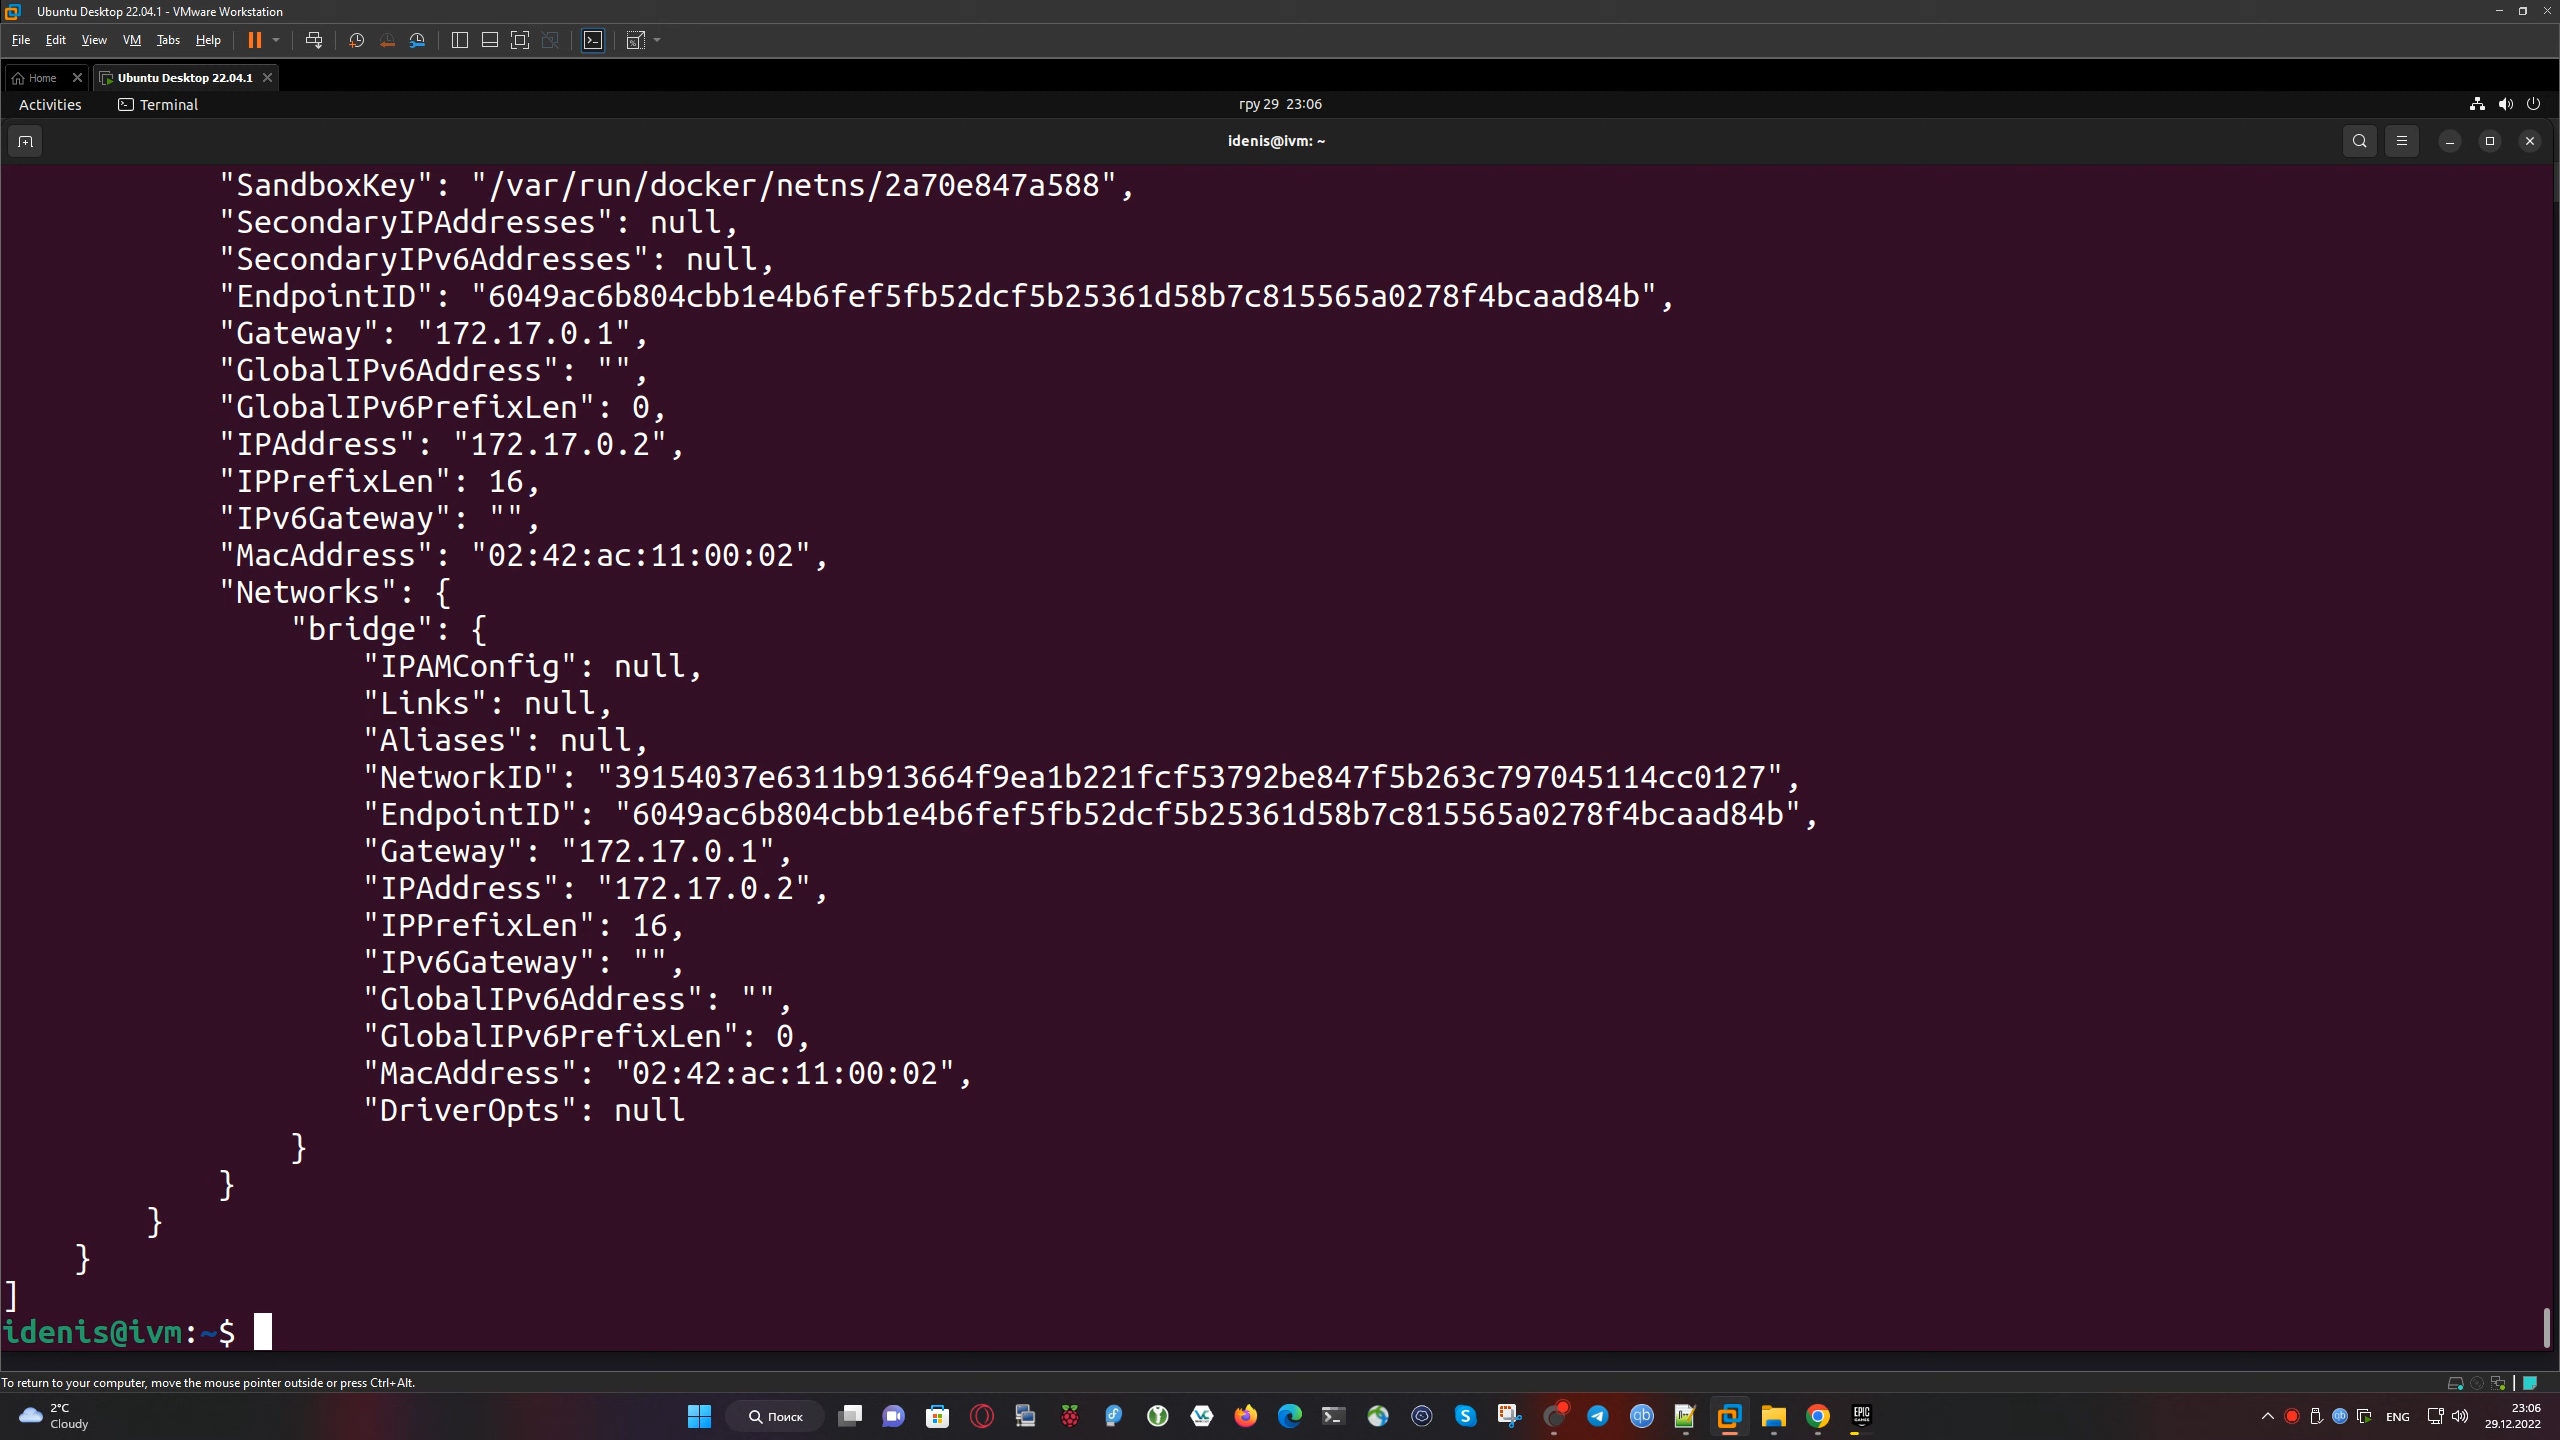 Ubuntu Desktop 22.04.1 - VMware Workstation
File Edit View VM Tabs Help
Home Ubuntu Desktop 22.04.1
Activities Terminal гру 29 23:06
idenis@ivm: ~
"SandboxKey": "/var/run/docker/netns/2a70e847a588",
"SecondaryIPAddresses": null,
"SecondaryIPv6Addresses": null,
"EndpointID": "6049ac6b804cbb1e4b6fef5fb52dcf5b25361d58b7c815565a0278f4bcaad84b",
"Gateway": "172.17.0.1",
"GlobalIPv6Address": "",
"GlobalIPv6PrefixLen": 0,
"IPAddress": "172.17.0.2",
"IPPrefixLen": 16,
"IPv6Gateway": "",
"MacAddress": "02:42:ac:11:00:02",
"Networks": {
"bridge": {
"IPAMConfig": null,
"Links": null,
"Aliases": null,
"NetworkID": "39154037e6311b913664f9ea1b221fcf53792be847f5b263c797045114cc0127",
"EndpointID": "6049ac6b804cbb1e4b6fef5fb52dcf5b25361d58b7c815565a0278f4bcaad84b",
"Gateway": "172.17.0.1",
"IPAddress": "172.17.0.2",
"IPPrefixLen": 16,
"IPv6Gateway": "",
"GlobalIPv6Address": "",
"GlobalIPv6PrefixLen": 0,
"MacAddress": "02:42:ac:11:00:02",
"DriverOpts": null
}
}
}
}
]
idenis@ivm:~$
To return to your computer, move the mouse pointer outside or press Ctrl+Alt.
2°C
Cloudy
Поиск
ENG
23:06
29.12.2022